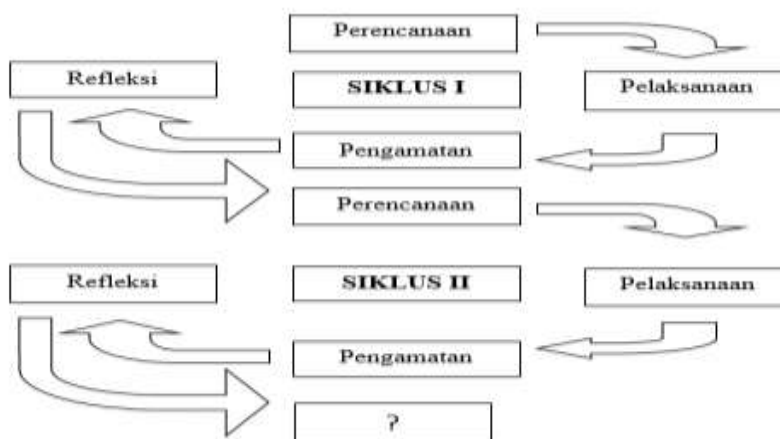 Perencanaan
Refleksi
SIKLUS I
Pelaksanaan
Pengamatan
Perencanaan
Refleksi
SIKLUS II
Pelaksanaan
Pengamatan
?